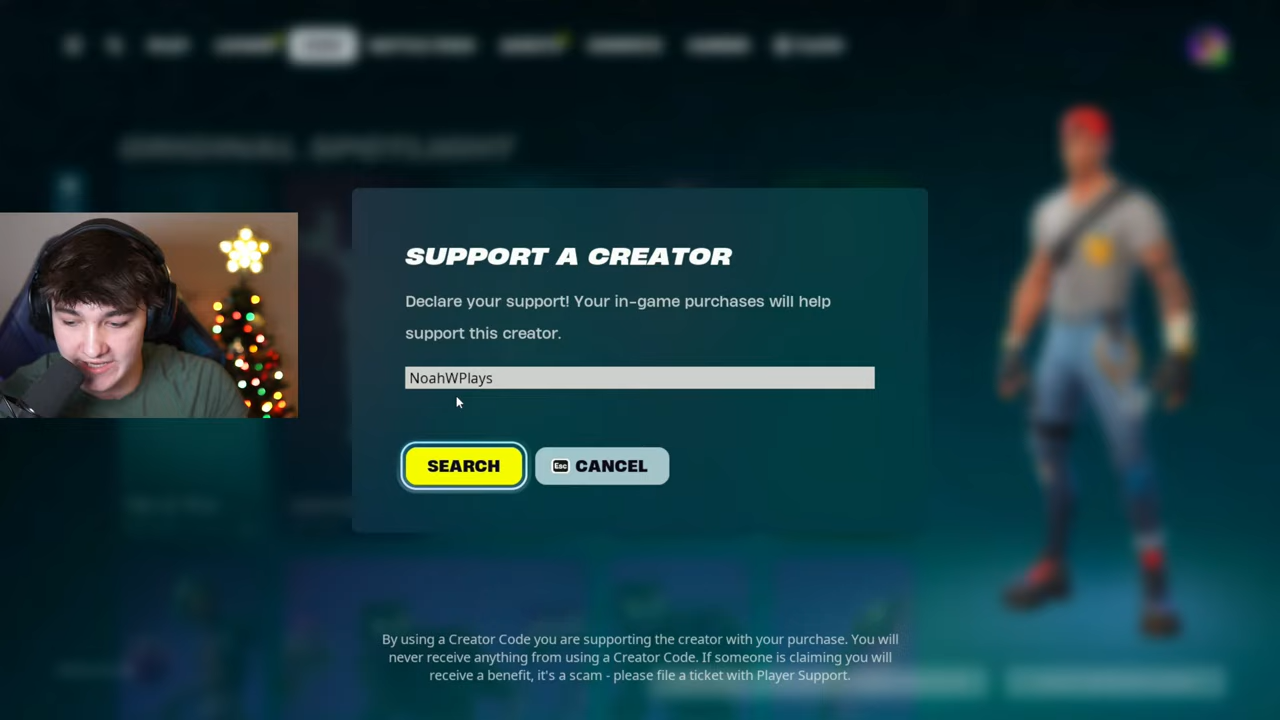 SUPPORT A CREATOR
Declare your support! Your in-game purchases will help
support this creator.
NoahWPlays
SEARCH
Esc CANCEL
By using a Creator Code you are supporting the creator with your purchase. You will
never receive anything from using a Creator Code. If someone is claiming you will
receive a benefit, it's a scam - please file a ticket with Player Support.